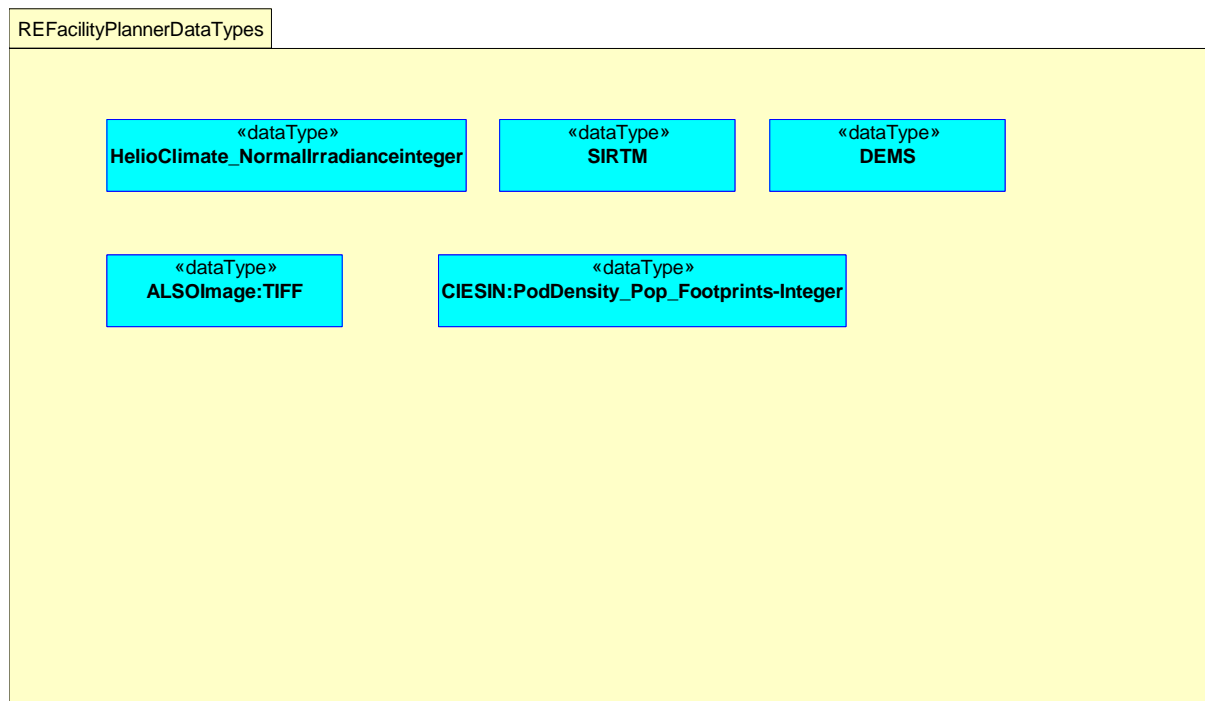 REFacilityPlannerDataTypes
«dataType»
HelioClimate_NormalIrradianceinteger
«dataType»
SIRTM
«dataType»
DEMS
«dataType»
ALSOImage:TIFF
«dataType»
CIESIN:PodDensity_Pop_Footprints-Integer